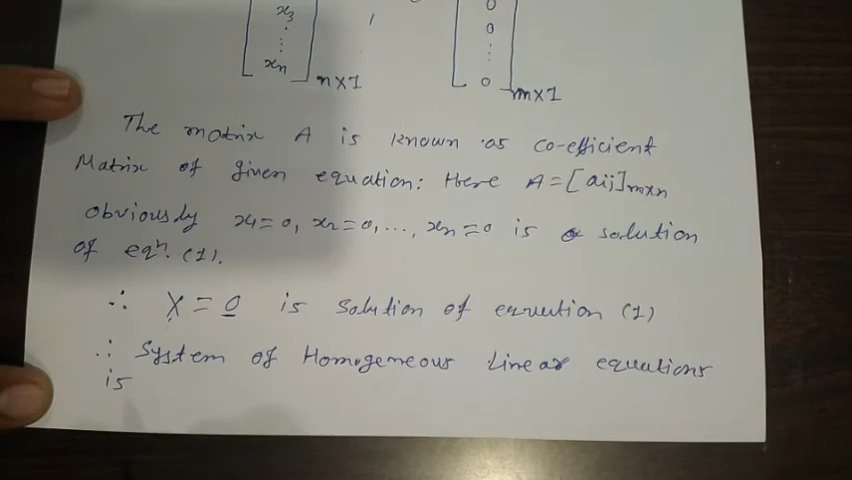 x3 0
. 0
⋮ ⋮
xn n×1 , 0 m×1
The matrix A is known as co-efficient
Matrix of given equation: Here A = [aij]m×n
Obviously x1=0, x2=0, ..., xn=0 is a solution
of eqn. (1).
∴ X = 0 is solution of equation (1)
∴ System of Homogeneous Linear equations
is